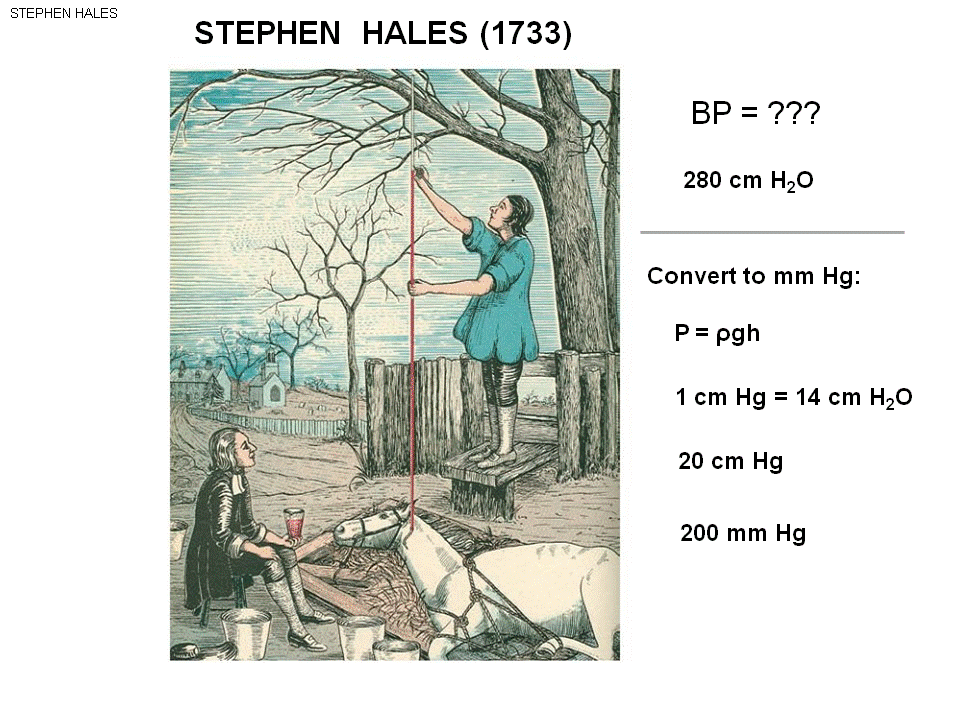 STEPHEN HALES
STEPHEN HALES (1733)
BP = ???
280 cm H₂O
Convert to mm Hg:
P = ρgh
1 cm Hg = 14 cm H₂O
20 cm Hg
200 mm Hg